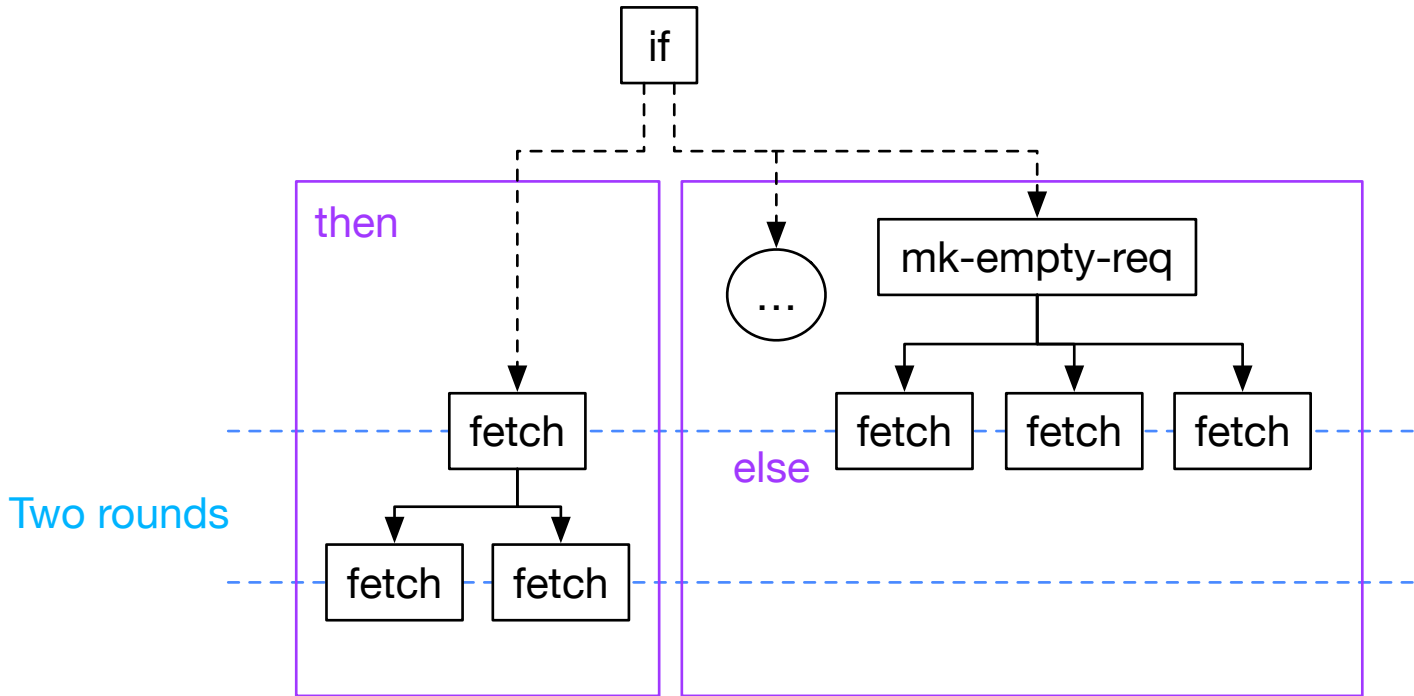 if
then
mk-empty-req
...
fetch
fetch
fetch
fetch
else
Two rounds
fetch
fetch